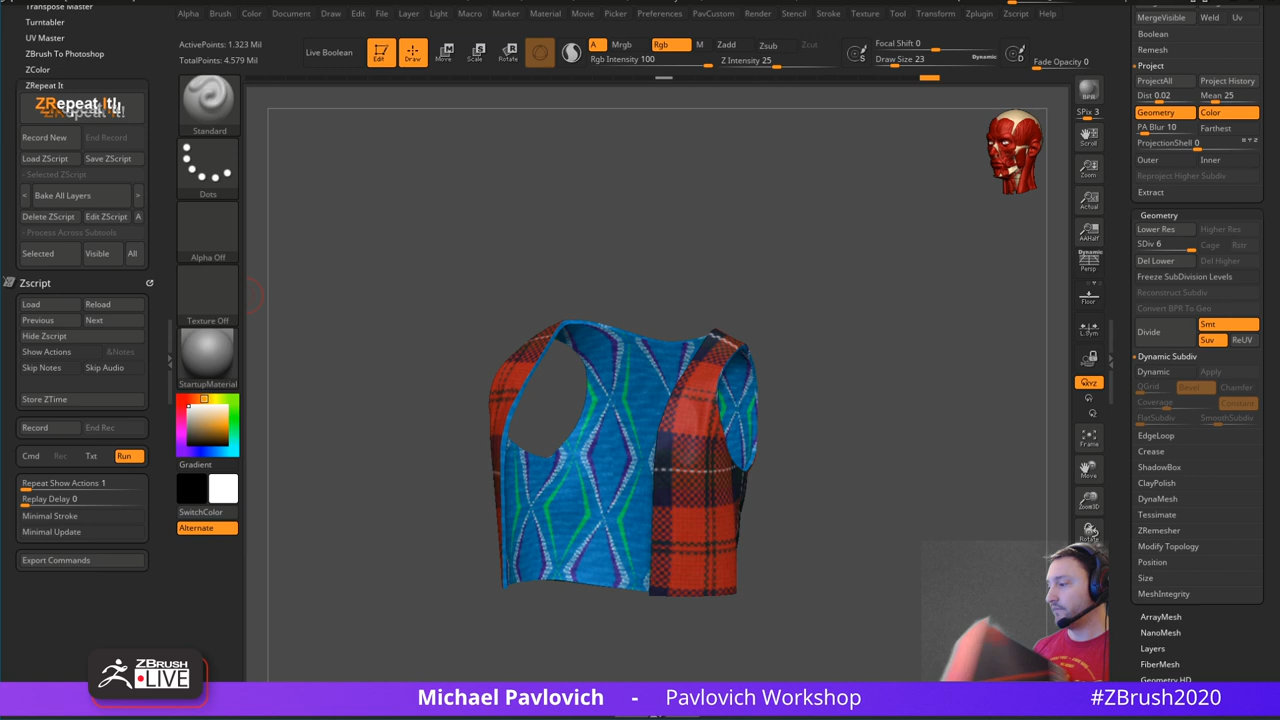 Transpose Master
Turntabler
UV Master
ZBrush To Photoshop
ZColor
ZRepeat It
ZRepeat It!
Record New End Record
Load ZScript Save ZScript
- Selected ZScript
< Bake All Layers >
Delete ZScript Edit ZScript A
- Process Across Subtools
Selected Visible All
Zscript
Load Reload
Previous Next
Hide Zscript
Show Actions &Notes
Skip Notes Skip Audio
Store ZTime
Record End Rec
Cmd Rec Txt Run
Repeat Show Actions 1
Replay Delay 0
Minimal Stroke
Minimal Update
Export Commands
Alpha Brush Color Document Draw Edit File Layer Light Macro Marker Material Movie Picker Preferences PavCustom Render Stencil Stroke Texture Tool Transform Zplugin Zscript Help
ActivePoints: 1.323 Mil
TotalPoints: 4.579 Mil
Live Boolean
Edit Draw Move Scale Rotate
A Mrgb Rgb M Zadd Zsub Zcut
Rgb Intensity 100 Z Intensity 25
S
Focal Shift 0
Draw Size 23 Dynamic
D
Fade Opacity 0
Standard
Dots
Alpha Off
Texture Off
StartupMaterial
Gradient
SwitchColor
Alternate
BPR
SPix 3
Scroll
Zoom
Actual
AAHalf
Dynamic
Persp
Floor
L.Sym
XYZ
Frame
Move
Zoom3D
Rotate
MergeVisible Weld Uv
Boolean
Remesh
Project
ProjectAll Project History
Dist 0.02 Mean 25
Geometry Color
PA Blur 10 Farthest
ProjectionShell 0
Outer Inner
Reproject Higher Subdiv
Extract
Geometry
Lower Res Higher Res
SDiv 6 Cage Rstr
Del Lower Del Higher
Freeze SubDivision Levels
Reconstruct Subdiv
Convert BPR To Geo
Divide Smt
Suv ReUV
Dynamic Subdiv
Dynamic Apply
QGrid Bevel Chamfer
Coverage Constant
FlatSubdiv SmoothSubdiv
EdgeLoop
Crease
ShadowBox
ClayPolish
DynaMesh
Tessimate
ZRemesher
Modify Topology
Position
Size
MeshIntegrity
ArrayMesh
NanoMesh
Layers
FiberMesh
Geometry HD
ZBRUSH
LIVE
Michael Pavlovich - Pavlovich Workshop #ZBrush2020